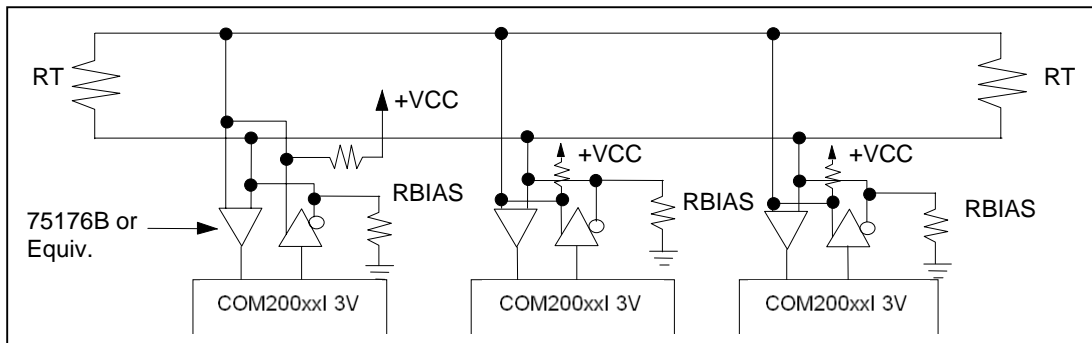 RT
RT
+VCC
+VCC
+VCC
RBIAS
RBIAS
RBIAS
75176B or
Equiv.
COM200xxI 3V
COM200xxI 3V
COM200xxI 3V